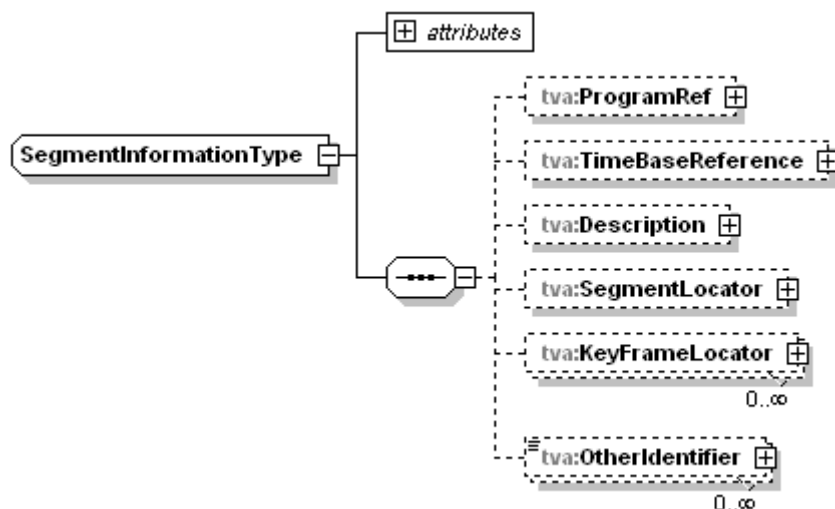 attributes
tva:ProgramRef
SegmentInformationType
tva:TimeBaseReference
tva:Description
tva:SegmentLocator
tva:KeyFrameLocator
0..∞
tva:OtherIdentifier
0..∞